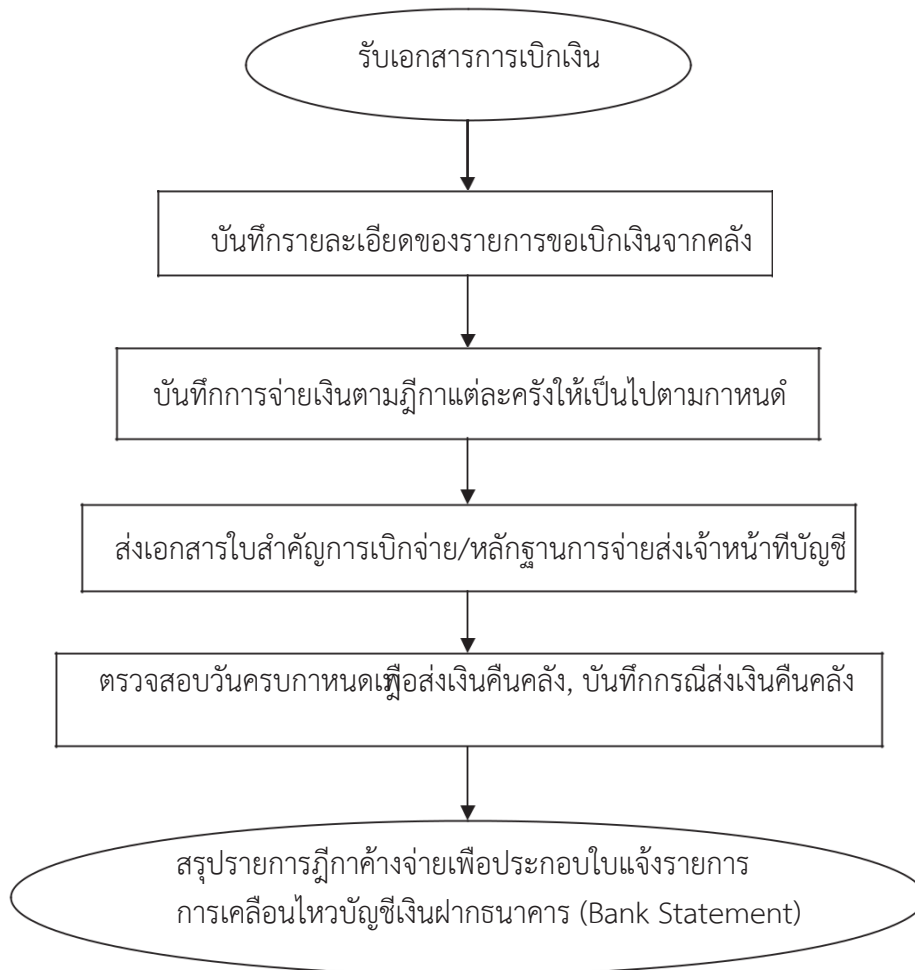 รับเอกสารการเบิกเงิน
บันทึกรายละเอียดของรายการขอเบิกเงินจากคลัง
บันทึกการจ่ายเงินตามฎีกาแต่ละครังให้เป็นไปตามกาหนดํ
ส่งเอกสารใบสำคัญการเบิกจ่าย/หลักฐานการจ่ายส่งเจ้าหน้าทีบัญชี
ตรวจสอบวันครบกาหนดเพือส่งเงินคืนคลัง, บันทึกกรณีส่งเงินคืนคลัง
สรุปรายการฎีกาค้างจ่ายเพือประกอบใบแจ้งรายการ
การเคลือนไหวบัญชีเงินฝากธนาคาร (Bank Statement)